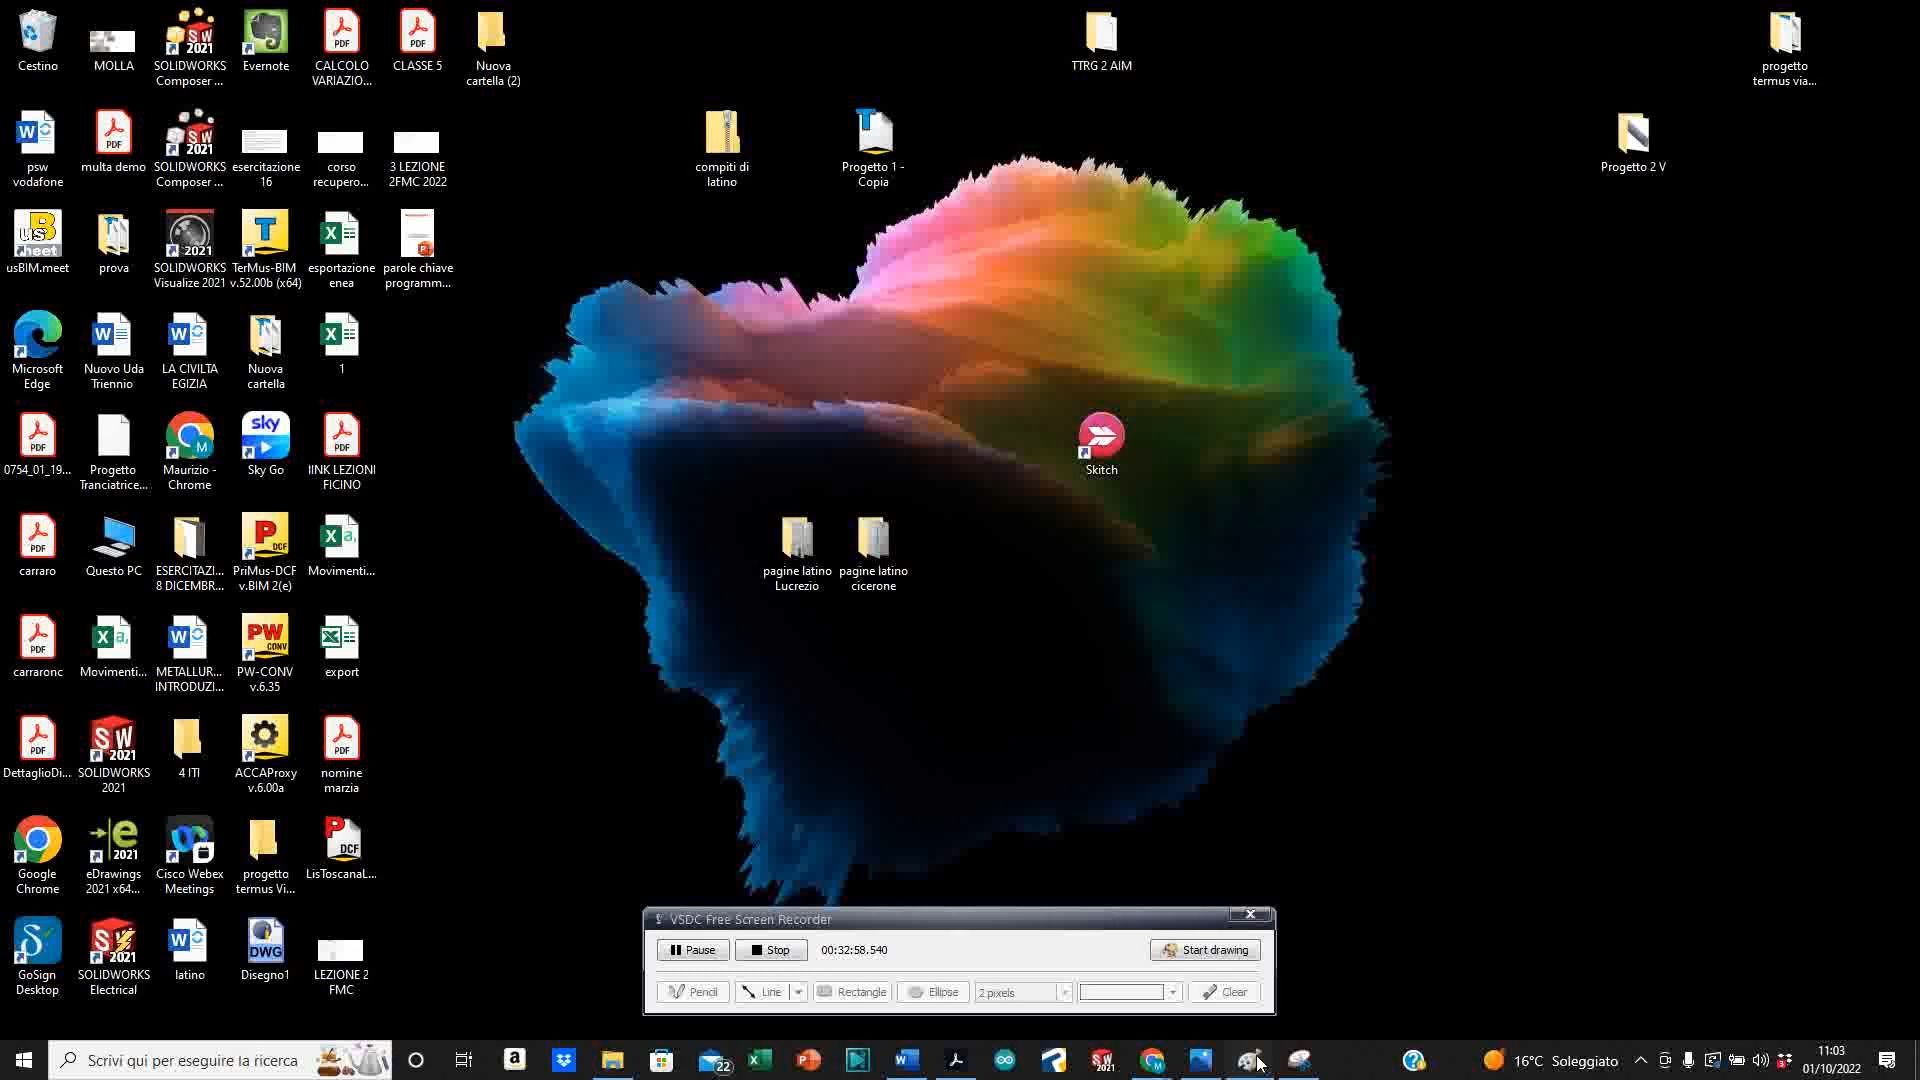 Cestino
MOLLA
SOLIDWORKS
Composer ...
Evernote
CALCOLO
VARIAZIO...
CLASSE 5
Nuova
cartella (2)
TTRG 2 AIM
progetto
termus via...
psw
vodafone
multa demo
SOLIDWORKS
Composer ...
esercitazione
16
corso
recupero...
3 LEZIONE
2FMC 2022
compiti di
latino
Progetto 1 -
Copia
Progetto 2 V
usBIM.meet
prova
SOLIDWORKS
Visualize 2021
TerMus-BIM
v.52.00b (x64)
esportazione
enea
parole chiave
programm...
Microsoft
Edge
Nuovo Uda
Triennio
LA CIVILTA
EGIZIA
Nuova
cartella
1
0754_01_19...
Progetto
Tranciatrice...
Maurizio -
Chrome
Sky Go
lINK LEZIONI
FICINO
Skitch
carraro
Questo PC
ESERCITAZI...
8 DICEMBR...
PriMus-DCF
v.BIM 2(e)
Movimenti...
pagine latino
Lucrezio
pagine latino
cicerone
carraronc
Movimenti...
METALLUR...
INTRODUZI...
PW-CONV
v.6.35
export
DettaglioDi...
SOLIDWORKS
2021
4 ITI
ACCAProxy
v.6.00a
nomine
marzia
Google
Chrome
eDrawings
2021 x64...
Cisco Webex
Meetings
progetto
termus Vi...
LisToscanaL...
GoSign
Desktop
SOLIDWORKS
Electrical
latino
Disegno1
LEZIONE 2
FMC
VSDC Free Screen Recorder
Pause
Stop
00:32:58.540
Start drawing
Pencil
Line
Rectangle
Ellipse
2 pixels
Clear
Scrivi qui per eseguire la ricerca
22
16°C Soleggiato
11:03
01/10/2022